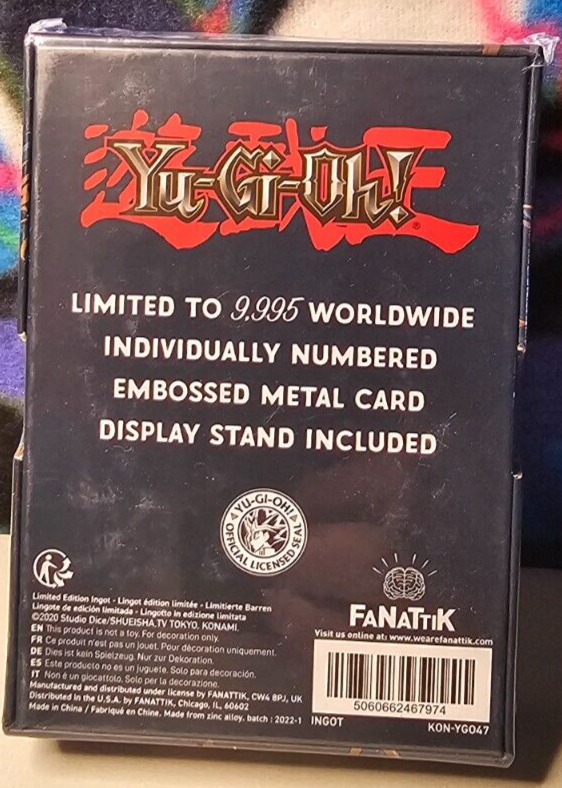 遊戯王
Yu-Gi-Oh!
®
LIMITED TO 9.995 WORLDWIDE
INDIVIDUALLY NUMBERED
EMBOSSED METAL CARD
DISPLAY STAND INCLUDED
YU-GI-OH!
OFFICIAL LICENSED SEAL
Limited Edition Ingot - Lingot édition limitée - Limitierte Barren
Lingote de edición limitada - Lingotto in edizione limitata
©2020 Studio Dice/SHUEISHA,TV TOKYO, KONAMI.
EN This product is not a toy. For decoration only.
FR Ce produit n'est pas un jouet. Pour décoration uniquement.
DE Dies ist kein Spielzeug. Nur zur Dekoration.
ES Este producto no es un juguete. Solo para decoración.
IT Non è un giocattolo. Solo per la decorazione.
Manufactured and distributed under license by FANATTIK, CW4 8PJ, UK
Distributed in the U.S.A. by FANATTIK, Chicago, IL, 60602
Made in China / Fabriqué en Chine. Made from zinc alloy. batch : 2022-1
FANATTIK
Visit us online at: www.wearefanattik.com
5060662467974
INGOT
KON-YGO47